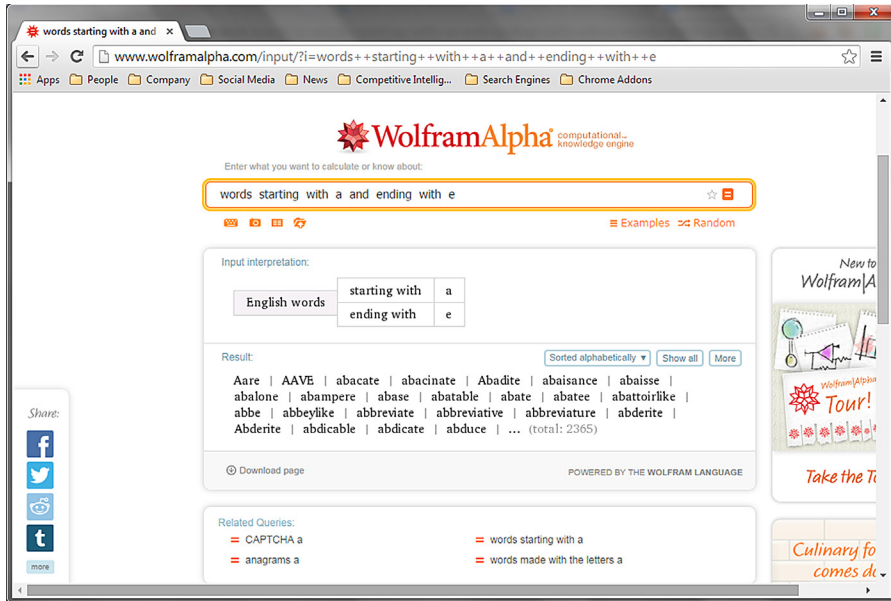 words starting with a and
www.wolframalpha.com/input/?i=words++starting++with++a++and++ending++with++e
Apps People Company Social Media News Competitive Intellig... Search Engines Chrome Addons
WolframAlpha computational... knowledge engine
Enter what you want to calculate or know about:
words starting with a and ending with e
Examples Random
Input interpretation:
English words
starting with a
ending with e
Result:
Sorted alphabetically Show all More
Aare | AAVE | abacate | abacinate | Abadite | abaisance | abaisse |
abalone | abampere | abase | abatable | abate | abatee | abattoirlike |
abbe | abbeylike | abbreviate | abbreviative | abbreviature | abderite |
Abderite | abdicable | abdicate | abduce | ... (total: 2365)
Download page
POWERED BY THE WOLFRAM LANGUAGE
Related Queries:
= CAPTCHA a
= words starting with a
= anagrams a
= words made with the letters a
Share:
f
t
more
New to
Wolfram|A
Wolfram|Alpha
Tour!
Take the
Culinary
comes